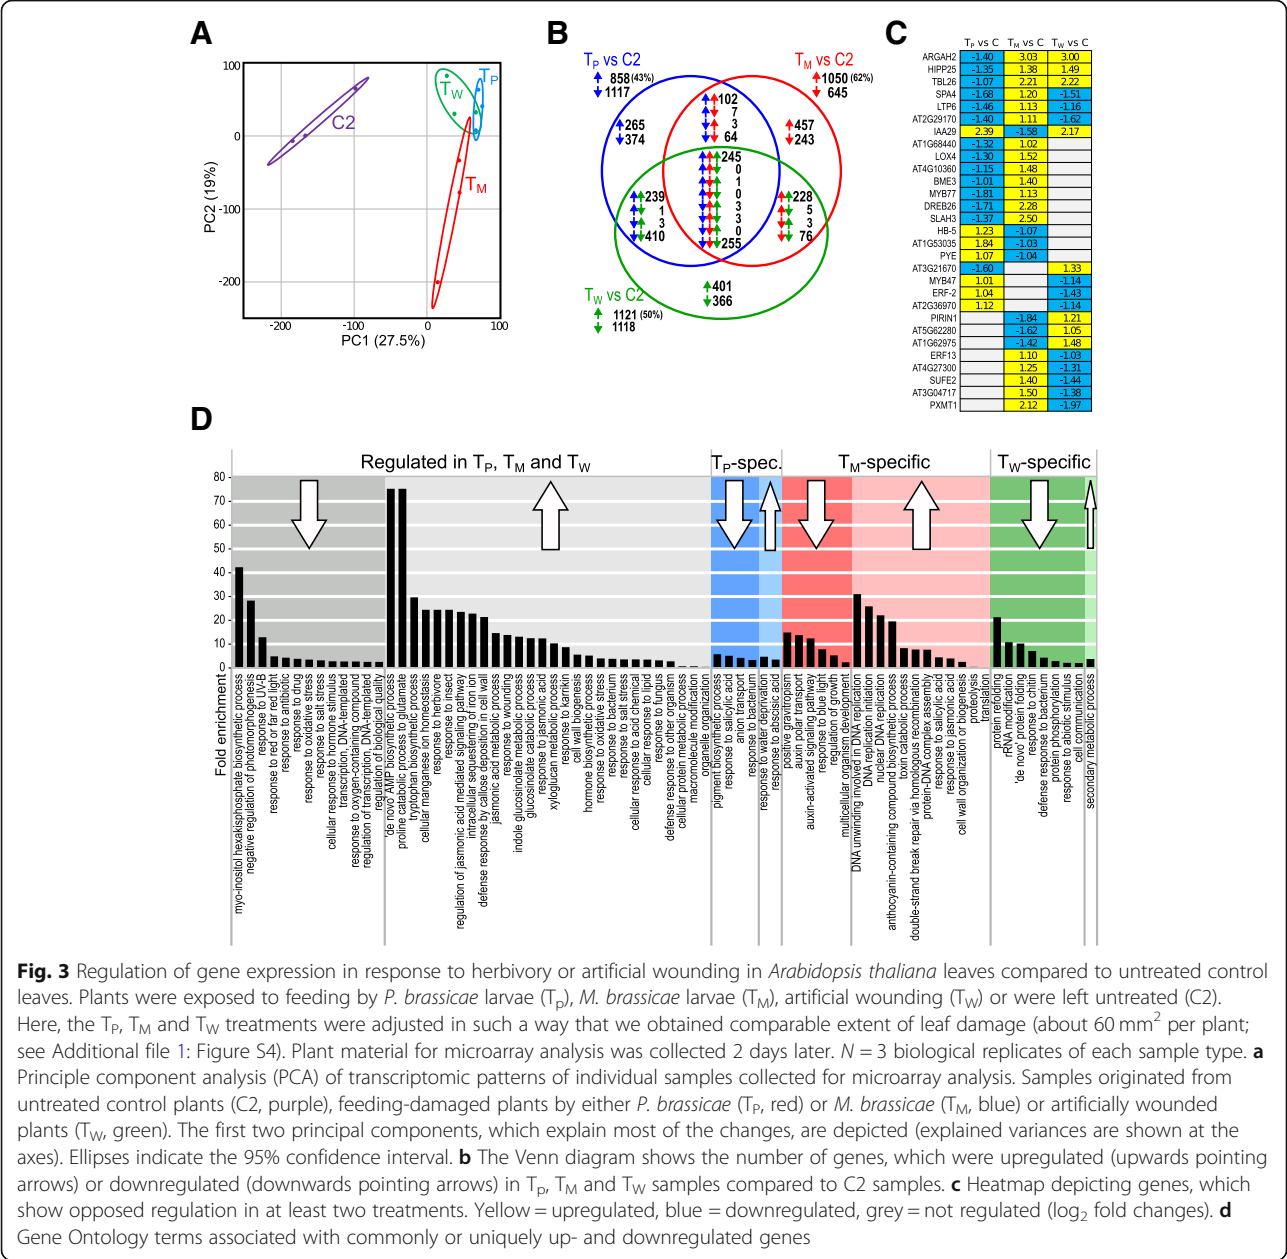 A
B
C
100
0
-100
-200
-200
-100
0
100
PC2 (19%)
PC1 (27.5%)
C2
TW
TP
TM
TP vs C2
858 (43%)
1117
TM vs C2
1050 (62%)
645
265
374
102
7
3
64
457
243
245
0
1
0
3
3
0
255
239
1
3
410
228
5
3
76
401
366
TW vs C2
1121 (50%)
1118
TP vs C TM vs C TW vs C
ARGAH2 -1.40 3.03 3.00
HIPP25 -1.35 1.38 1.49
TBL26 -1.07 2.21 2.22
SPA4 -1.68 1.20 -1.51
LTP6 -1.46 1.13 -1.16
AT2G29170 -1.40 1.11 -1.62
IAA29 2.39 -1.58 2.17
AT1G68440 -1.32 1.02
LOX4 -1.30 1.52
AT4G10360 -1.15 1.48
BME3 -1.01 1.40
MYB77 -1.81 1.13
DREB26 -1.71 2.28
SLAH3 -1.37 2.50
HB-5 1.23 -1.07
AT1G53035 1.84 -1.03
PYE 1.07 -1.04
AT3G21670 -1.60 1.33
MYB47 1.01 -1.14
ERF-2 1.04 -1.43
AT2G36970 1.12 -1.14
PIRIN1 -1.84 1.21
AT5G62280 -1.62 1.05
AT1G62975 -1.42 1.48
ERF13 1.10 -1.03
AT4G27300 1.25 -1.31
SUFE2 1.40 -1.44
AT3G04717 1.50 -1.38
PXMT1 2.12 -1.97
D
Regulated in TP, TM and TW
TP-spec.
TM-specific
TW-specific
Fold enrichment
80
70
60
50
40
30
20
10
0
myo-inositol hexakisphosphate biosynthetic process
negative regulation of photomorphogenesis
response to UV-B
response to red or far red light
response to antibiotic
response to drug
response to oxidative stress
response to salt stress
cellular response to hormone stimulus
transcription, DNA-templated
response to oxygen-containing compound
regulation of transcription, DNA-templated
regulation of biological quality
'de novo' AMP biosynthetic process
proline catabolic process to glutamate
tryptophan biosynthetic process
cellular manganese ion homeostasis
response to herbivore
response to insect
regulation of jasmonic acid mediated signaling pathway
intracellular sequestering of iron ion
defense response by callose deposition in cell wall
jasmonic acid metabolic process
response to wounding
indole glucosinolate metabolic process
glucosinolate catabolic process
response to jasmonic acid
xyloglucan metabolic process
response to karrikin
cell wall biogenesis
hormone biosynthetic process
response to oxidative stress
response to bacterium
response to salt stress
cellular response to acid chemical
cellular response to lipid
response to fungus
defense response to other organism
cellular protein metabolic process
macromolecule modification
organelle organization
pigment biosynthetic process
response to salicylic acid
anion transport
response to bacterium
response to water deprivation
response to abscisic acid
positive gravitropism
auxin polar transport
auxin-activated signaling pathway
response to blue light
regulation of growth
multicellular organism development
DNA unwinding involved in DNA replication
DNA replication initiation
nuclear DNA replication
anthocyanin-containing compound biosynthetic process
toxin catabolic process
double-strand break repair via homologous recombination
protein-DNA complex assembly
response to salicylic acid
response to jasmonic acid
cell wall organization or biogenesis
proteolysis
translation
protein refolding
rRNA modification
'de novo' protein folding
response to chitin
defense response to bacterium
protein phosphorylation
response to abiotic stimulus
cell communication
secondary metabolic process
Fig. 3 Regulation of gene expression in response to herbivory or artificial wounding in Arabidopsis thaliana leaves compared to untreated control
leaves. Plants were exposed to feeding by P. brassicae larvae (Tp), M. brassicae larvae (TM), artificial wounding (TW) or were left untreated (C2).
Here, the TP, TM and TW treatments were adjusted in such a way that we obtained comparable extent of leaf damage (about 60 mm² per plant;
see Additional file 1: Figure S4). Plant material for microarray analysis was collected 2 days later. N = 3 biological replicates of each sample type. a
Principle component analysis (PCA) of transcriptomic patterns of individual samples collected for microarray analysis. Samples originated from
untreated control plants (C2, purple), feeding-damaged plants by either P. brassicae (TP, red) or M. brassicae (TM, blue) or artificially wounded
plants (TW, green). The first two principal components, which explain most of the changes, are depicted (explained variances are shown at the
axes). Ellipses indicate the 95% confidence interval. b The Venn diagram shows the number of genes, which were upregulated (upwards pointing
arrows) or downregulated (downwards pointing arrows) in Tp, TM and TW samples compared to C2 samples. c Heatmap depicting genes, which
show opposed regulation in at least two treatments. Yellow = upregulated, blue = downregulated, grey = not regulated (log2 fold changes). d
Gene Ontology terms associated with commonly or uniquely up- and downregulated genes